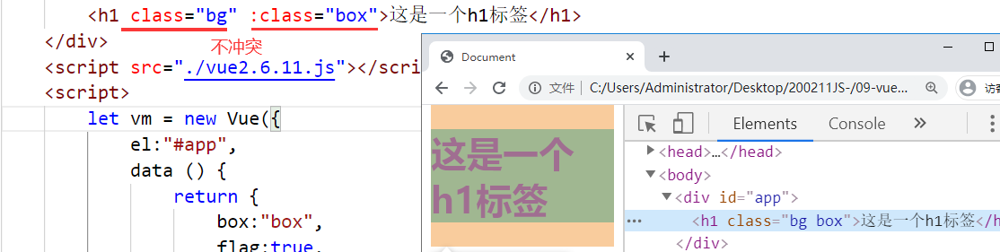 <h1 class="bg" :class="box">这是一个h1标签</h1>
</div>
不冲突
<script src="./vue2.6.11.js"></scri
<script>
let vm = new Vue({
el:"#app",
data () {
return {
box:"box",
flag:true,
Document
文件 | C:/Users/Administrator/Desktop/200211JS-/09-vue...
访客
这是一个
h1标签
Elements
Console
<head>…</head>
<body>
<div id="app">
<h1 class="bg box">这是一个h1标签</h
</div>